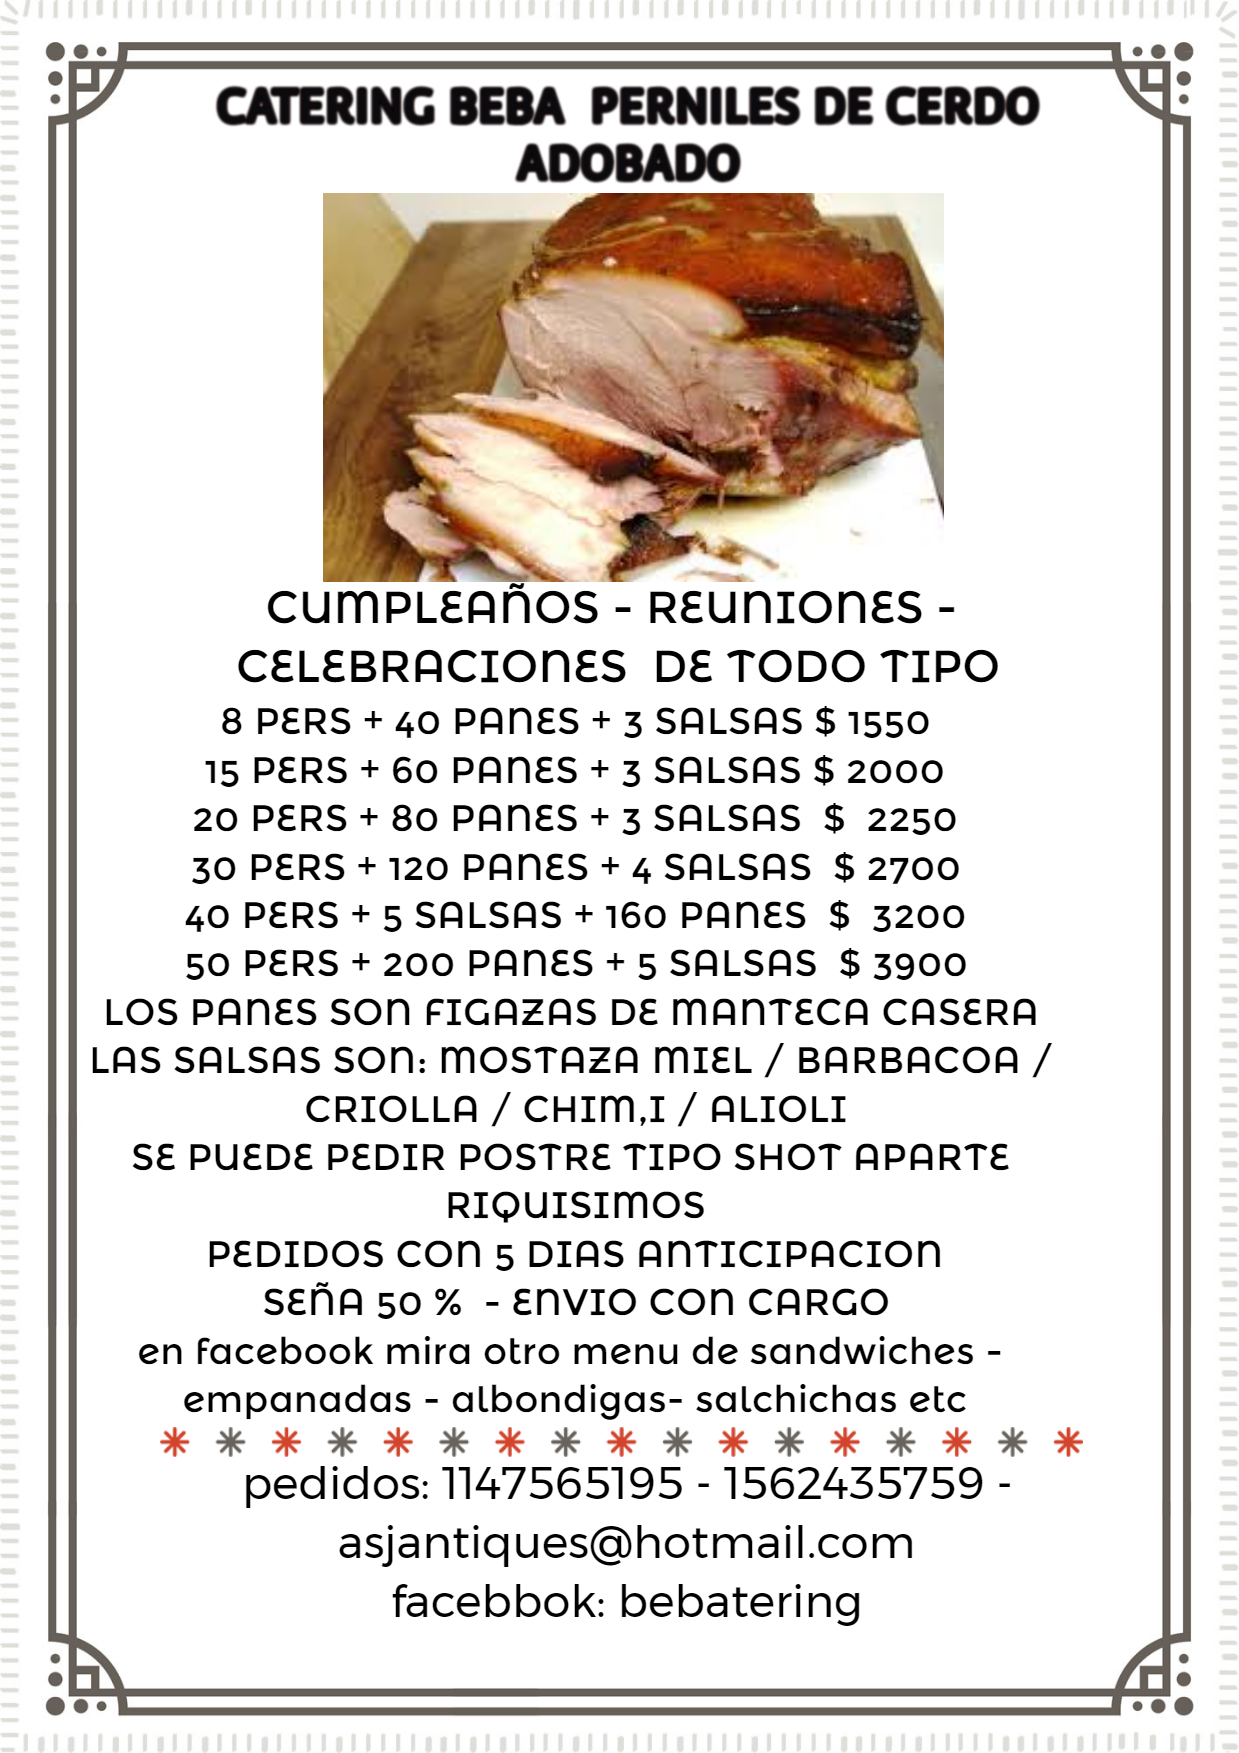 CATERING BEBA PERNILES DE CERDO
ADOBADO
CUMPLEAÑOS - REUNIONES -
CELEBRACIONES DE TODO TIPO
8 PERS + 40 PANES + 3 SALSAS $ 1550
15 PERS + 60 PANES + 3 SALSAS $ 2000
20 PERS + 80 PANES + 3 SALSAS $ 2250
30 PERS + 120 PANES + 4 SALSAS $ 2700
40 PERS + 5 SALSAS + 160 PANES $ 3200
50 PERS + 200 PANES + 5 SALSAS $ 3900
LOS PANES SON FIGAZAS DE MANTECA CASERA
LAS SALSAS SON: MOSTAZA MIEL / BARBACOA /
CRIOLLA / CHIM,I / ALIOLI
SE PUEDE PEDIR POSTRE TIPO SHOT APARTE
RIQUISIMOS
PEDIDOS CON 5 DIAS ANTICIPACION
SEÑA 50 % - ENVIO CON CARGO
en facebook mira otro menu de sandwiches -
empanadas - albondigas- salchichas etc
pedidos: 1147565195 - 1562435759 -
asjantiques@hotmail.com
facebbok: bebatering